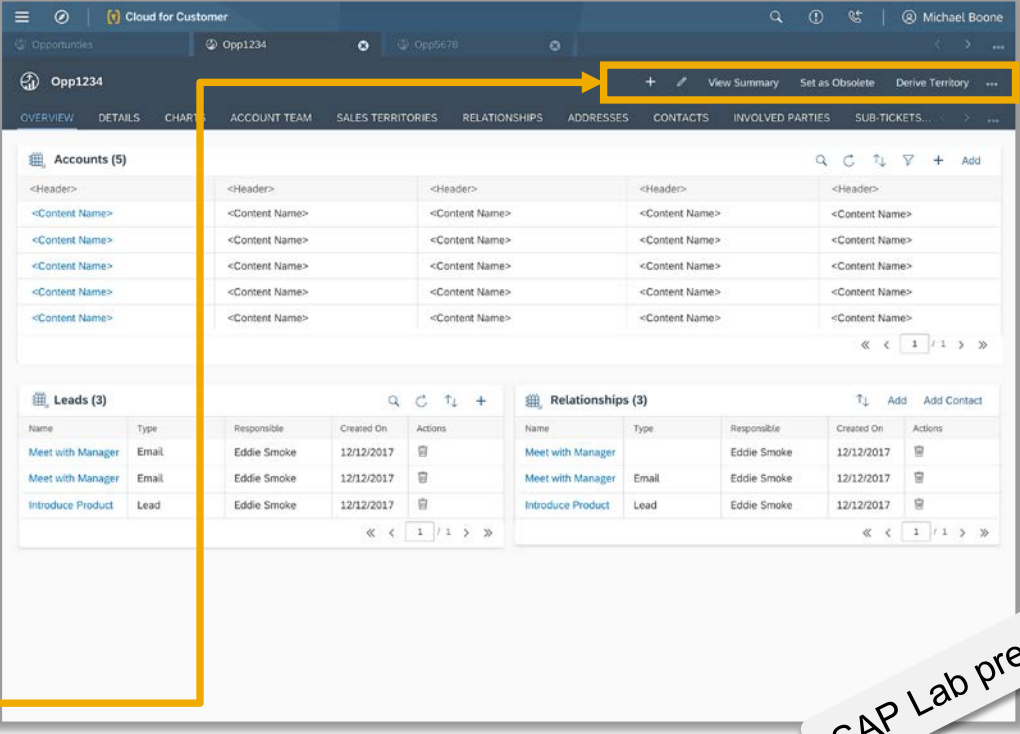 Cloud for Customer Michael Boone
Opportunties Opp1234 Opp5678
Opp1234 View Summary Set as Obsolete Derive Territory
OVERVIEW DETAILS CHARTS ACCOUNT TEAM SALES TERRITORIES RELATIONSHIPS ADDRESSES CONTACTS INVOLVED PARTIES SUB-TICKETS...
Accounts (5) Add
<Header> <Header> <Header> <Header> <Header>
<Content Name> <Content Name> <Content Name> <Content Name> <Content Name>
<Content Name> <Content Name> <Content Name> <Content Name> <Content Name>
<Content Name> <Content Name> <Content Name> <Content Name> <Content Name>
<Content Name> <Content Name> <Content Name> <Content Name> <Content Name>
<Content Name> <Content Name> <Content Name> <Content Name> <Content Name>
1 / 1
Leads (3)
Name Type Responsible Created On Actions
Meet with Manager Email Eddie Smoke 12/12/2017
Meet with Manager Email Eddie Smoke 12/12/2017
Introduce Product Lead Eddie Smoke 12/12/2017
1 / 1
Relationships (3) Add Add Contact
Name Type Responsible Created On Actions
Meet with Manager Eddie Smoke 12/12/2017
Meet with Manager Email Eddie Smoke 12/12/2017
Introduce Product Lead Eddie Smoke 12/12/2017
1 / 1
SAP Lab pre